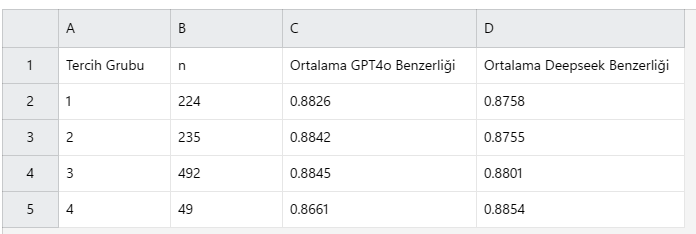 A B C D
1 Tercih Grubu n Ortalama GPT4o Benzerliği Ortalama Deepseek Benzerliği
2 1 224 0.8826 0.8758
3 2 235 0.8842 0.8755
4 3 492 0.8845 0.8801
5 4 49 0.8661 0.8854